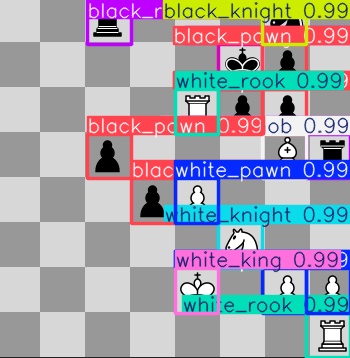 black_r
black_knight 0.99
black_pawn 0.99
white_rook 0.99
black_pawn 0.99
ob 0.99
blac
white_pawn 0.99
white_knight 0.99
white_king 0.99
white_rook 0.99